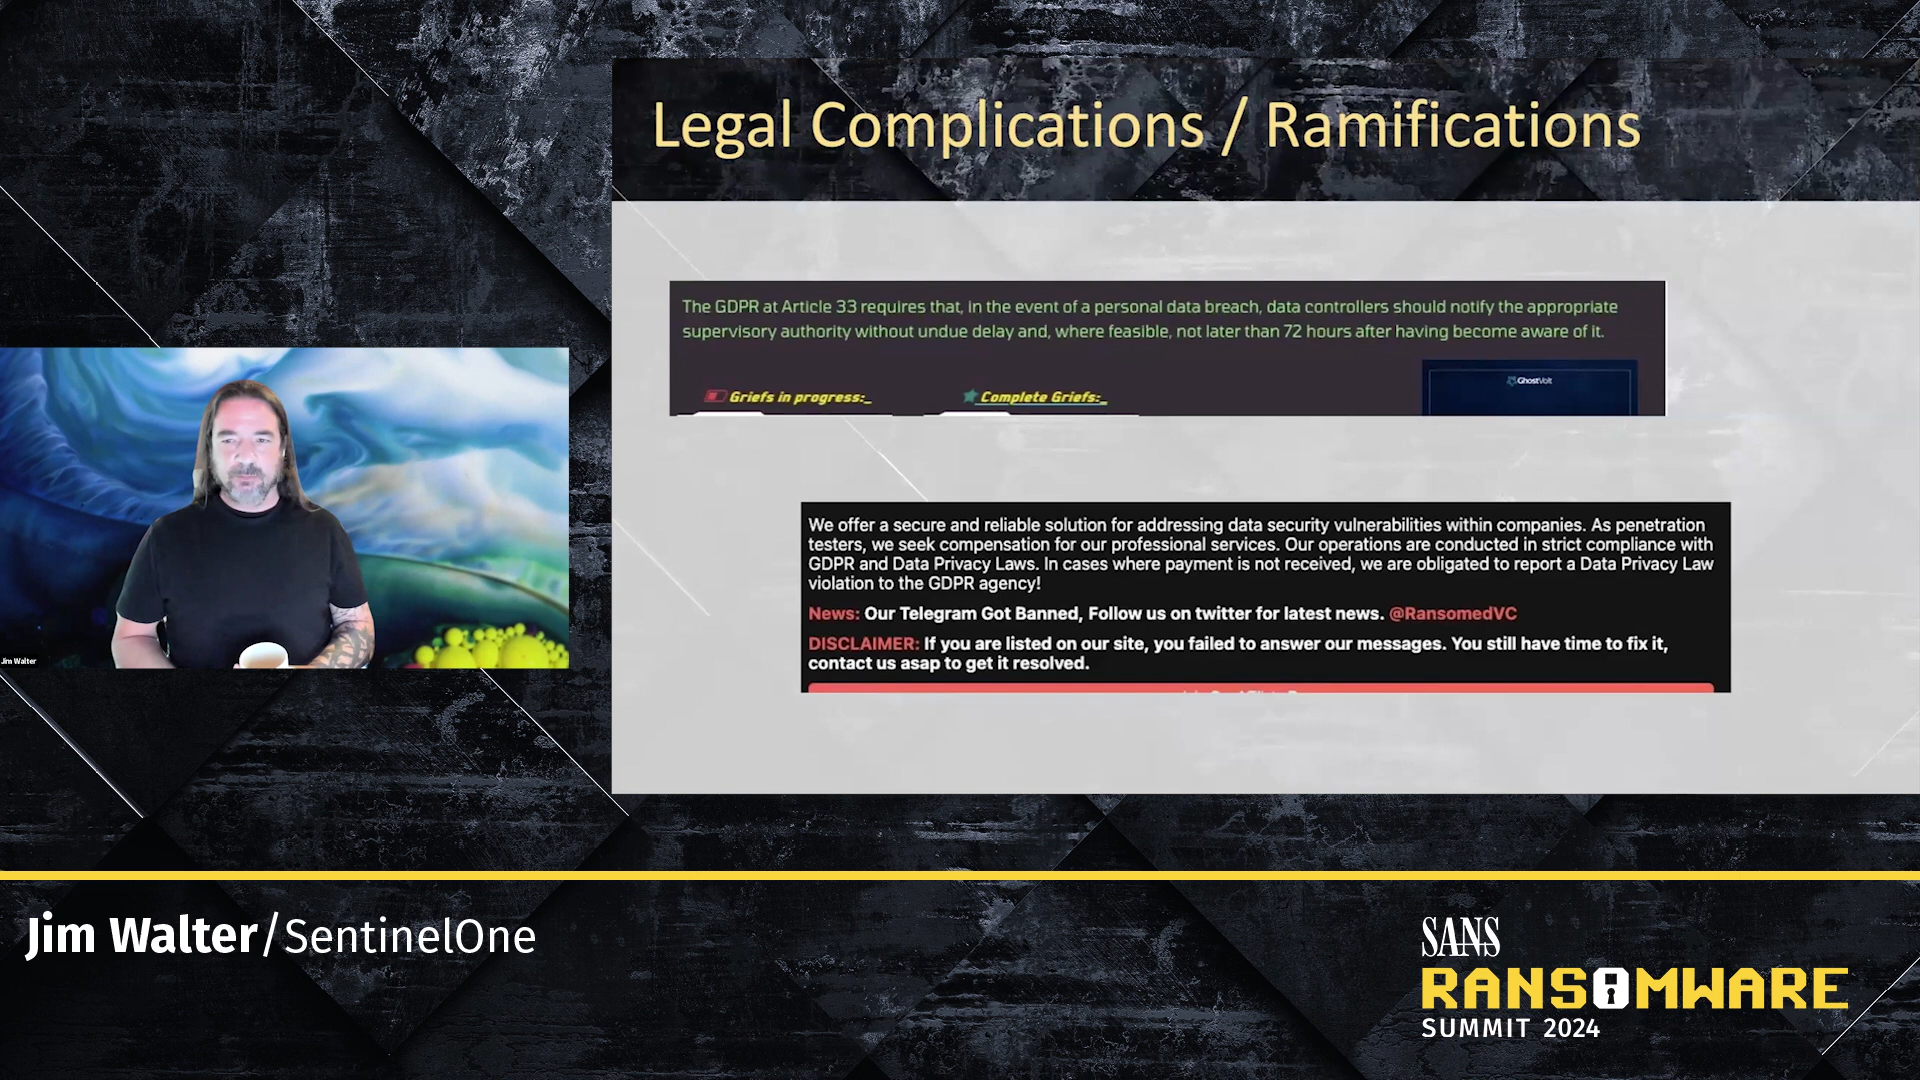 Legal Complications / Ramifications
The GDPR at Article 33 requires that, in the event of a personal data breach, data controllers should notify the appropriate
supervisory authority without undue delay and, where feasible, not later than 72 hours after having become aware of it.
Griefs in progress:_
Complete Griefs:_
GhostVolt
We offer a secure and reliable solution for addressing data security vulnerabilities within companies. As penetration
testers, we seek compensation for our professional services. Our operations are conducted in strict compliance with
GDPR and Data Privacy Laws. In cases where payment is not received, we are obligated to report a Data Privacy Law
violation to the GDPR agency!
News: Our Telegram Got Banned, Follow us on twitter for latest news. @RansomedVC
DISCLAIMER: If you are listed on our site, you failed to answer our messages. You still have time to fix it,
contact us asap to get it resolved.
Jim Walter
Jim Walter/SentinelOne
SANS
RANSOMWARE
SUMMIT 2024